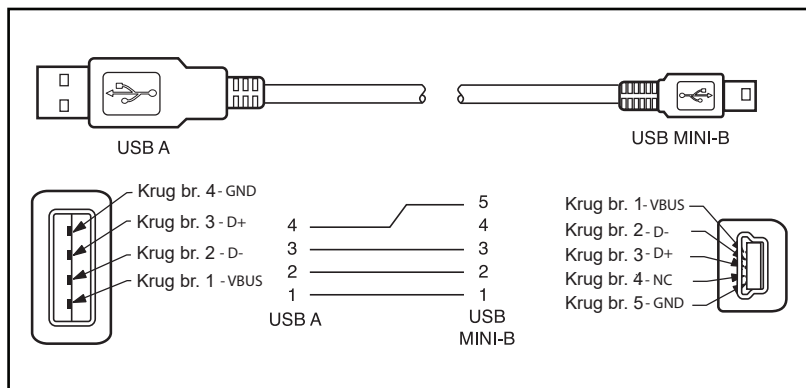 USB A
USB MINI-B
Krug br. 4-GND
Krug br. 3 -D+
Krug br. 2 -D-
Krug br. 1 -VBUS
4
3
2
1
USB A
5
4
3
2
1
USB
MINI-B
Krug br. 1-VBUS
Krug br. 2- D-
Krug br. 3-D+
Krug br. 4-NC
Krug br. 5-GND